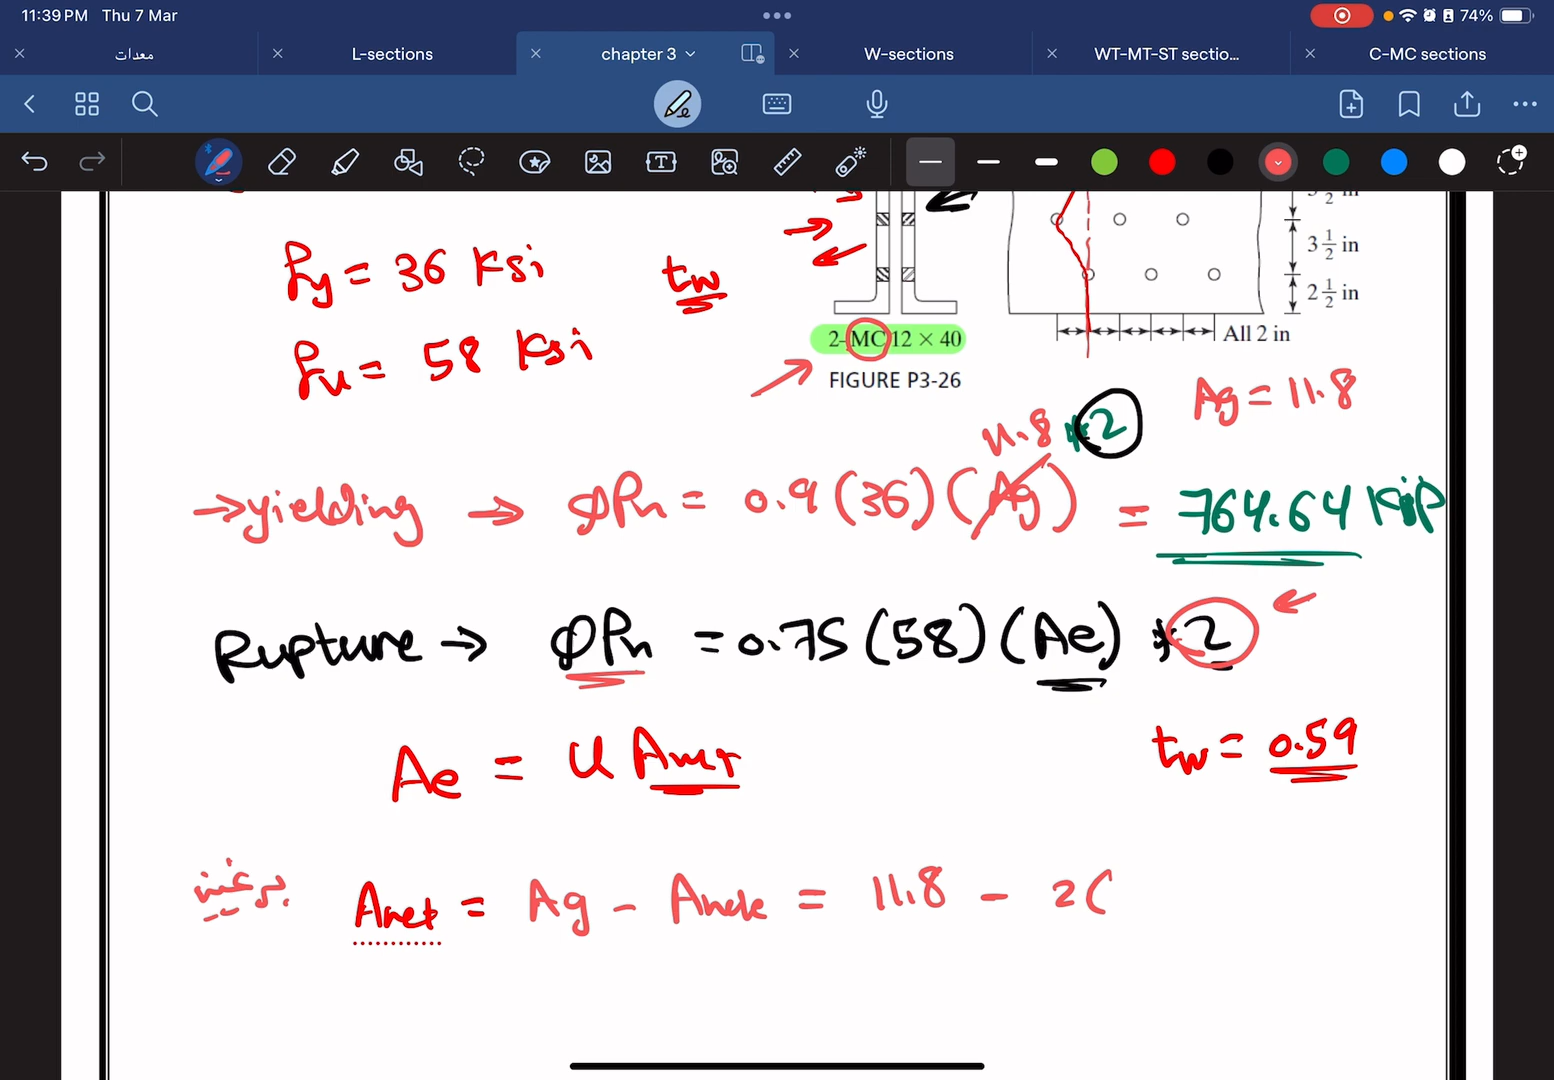 11:39 PM Thu 7 Mar
74%
معدات
L-sections
chapter 3
W-sections
WT-MT-ST sectio...
C-MC sections
Fy = 36 Ksi
tw
Fu = 58 Ksi
3 1/2 in
2 1/2 in
All 2 in
2-MC 12 × 40
FIGURE P3-26
Ag = 11.8
11.8 * 2
→ yielding → ØPn = 0.9 (36) (Ag) = 764.64 Kip
Rupture → ØPn = 0.75 (58) (Ae) * 2
tw = 0.59
Ae = U Anet
Anet = Ag - = 11.8 - 2(